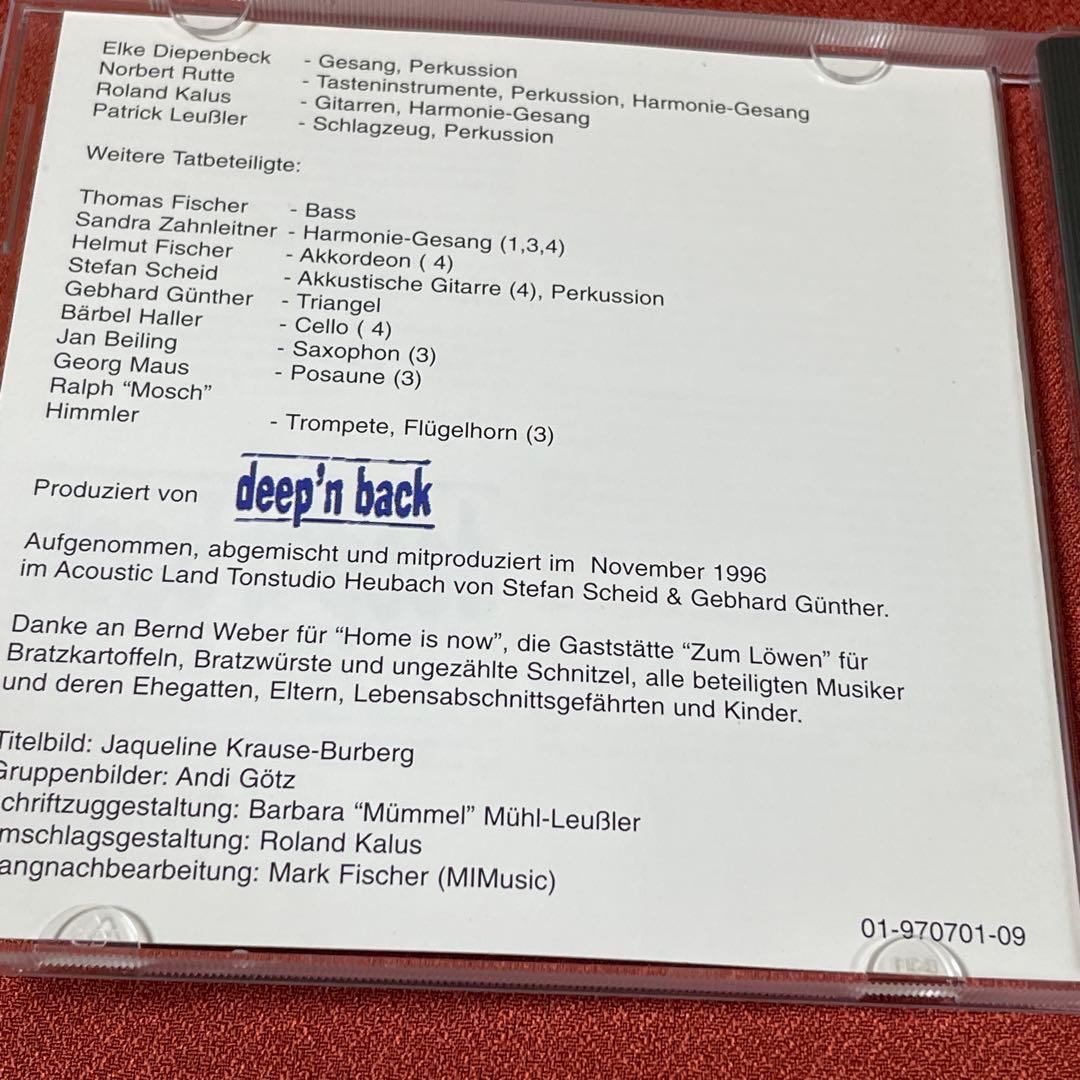 Elke Diepenbeck - Gesang, Perkussion
Norbert Rutte - Tasteninstrumente, Perkussion, Harmonie-Gesang
Roland Kalus - Gitarren, Harmonie-Gesang
Patrick Leußler - Schlagzeug, Perkussion
Weitere Tatbeteiligte:
Thomas Fischer - Bass
Sandra Zahnleitner - Harmonie-Gesang (1,3,4)
Helmut Fischer - Akkordeon ( 4)
Stefan Scheid - Akkustische Gitarre (4), Perkussion
Gebhard Günther - Triangel
Bärbel Haller - Cello ( 4)
Jan Beiling - Saxophon (3)
Georg Maus - Posaune (3)
Ralph “Mosch”
Himmler - Trompete, Flügelhorn (3)
Produziert von deep'n back
Aufgenommen, abgemischt und mitproduziert im November 1996
im Acoustic Land Tonstudio Heubach von Stefan Scheid & Gebhard Günther.
Danke an Bernd Weber für “Home is now”, die Gaststätte “Zum Löwen” für
Bratzkartoffeln, Bratzwürste und ungezählte Schnitzel, alle beteiligten Musiker
und deren Ehegatten, Eltern, Lebensabschnittsgefährten und Kinder.
Titelbild: Jaqueline Krause-Burberg
Gruppenbilder: Andi Götz
chriftzuggestaltung: Barbara “Mümmel” Mühl-Leußler
mschlagsgestaltung: Roland Kalus
angnachbearbeitung: Mark Fischer (MIMusic)
01-970701-09